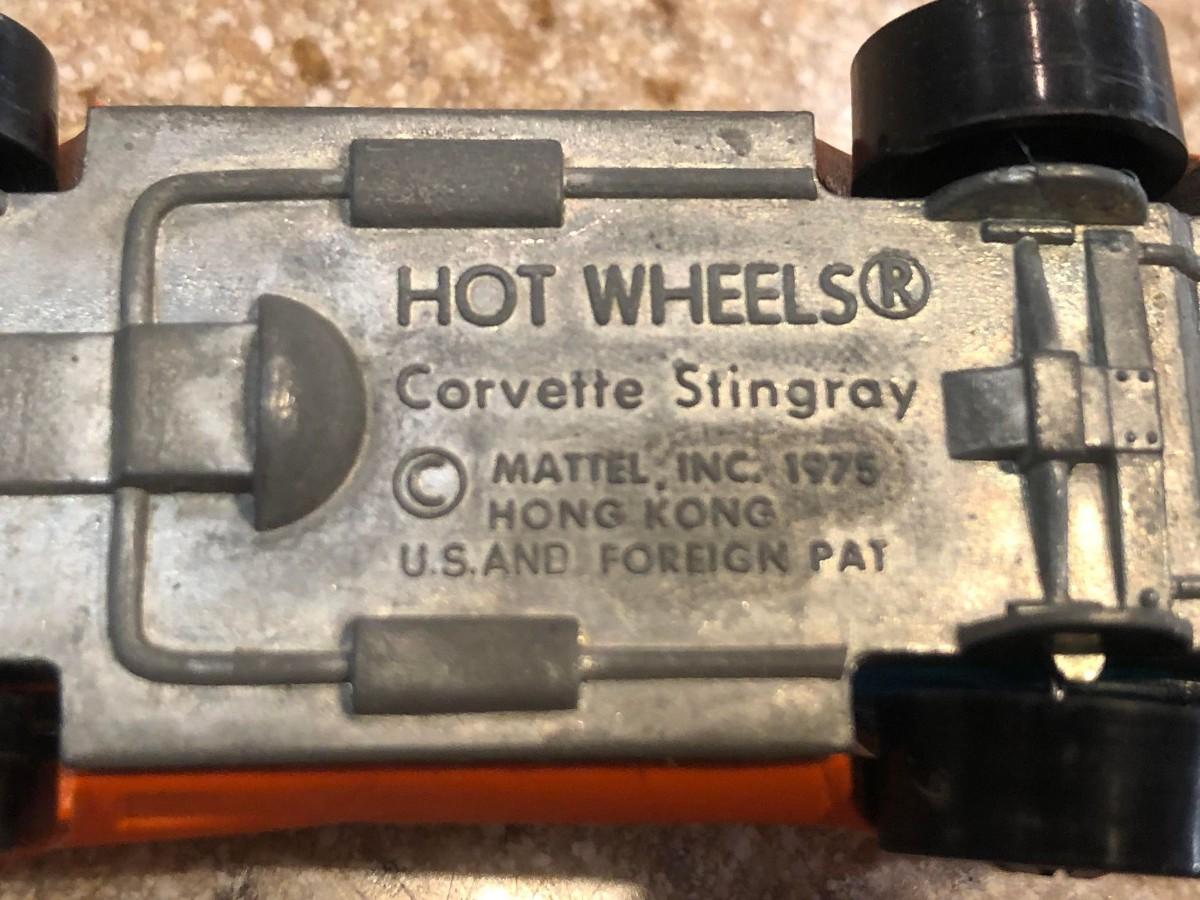 HOT WHEELS®
Corvette Stingray
© MATTEL, INC. 1975
HONG KONG
U.S. AND FOREIGN PAT